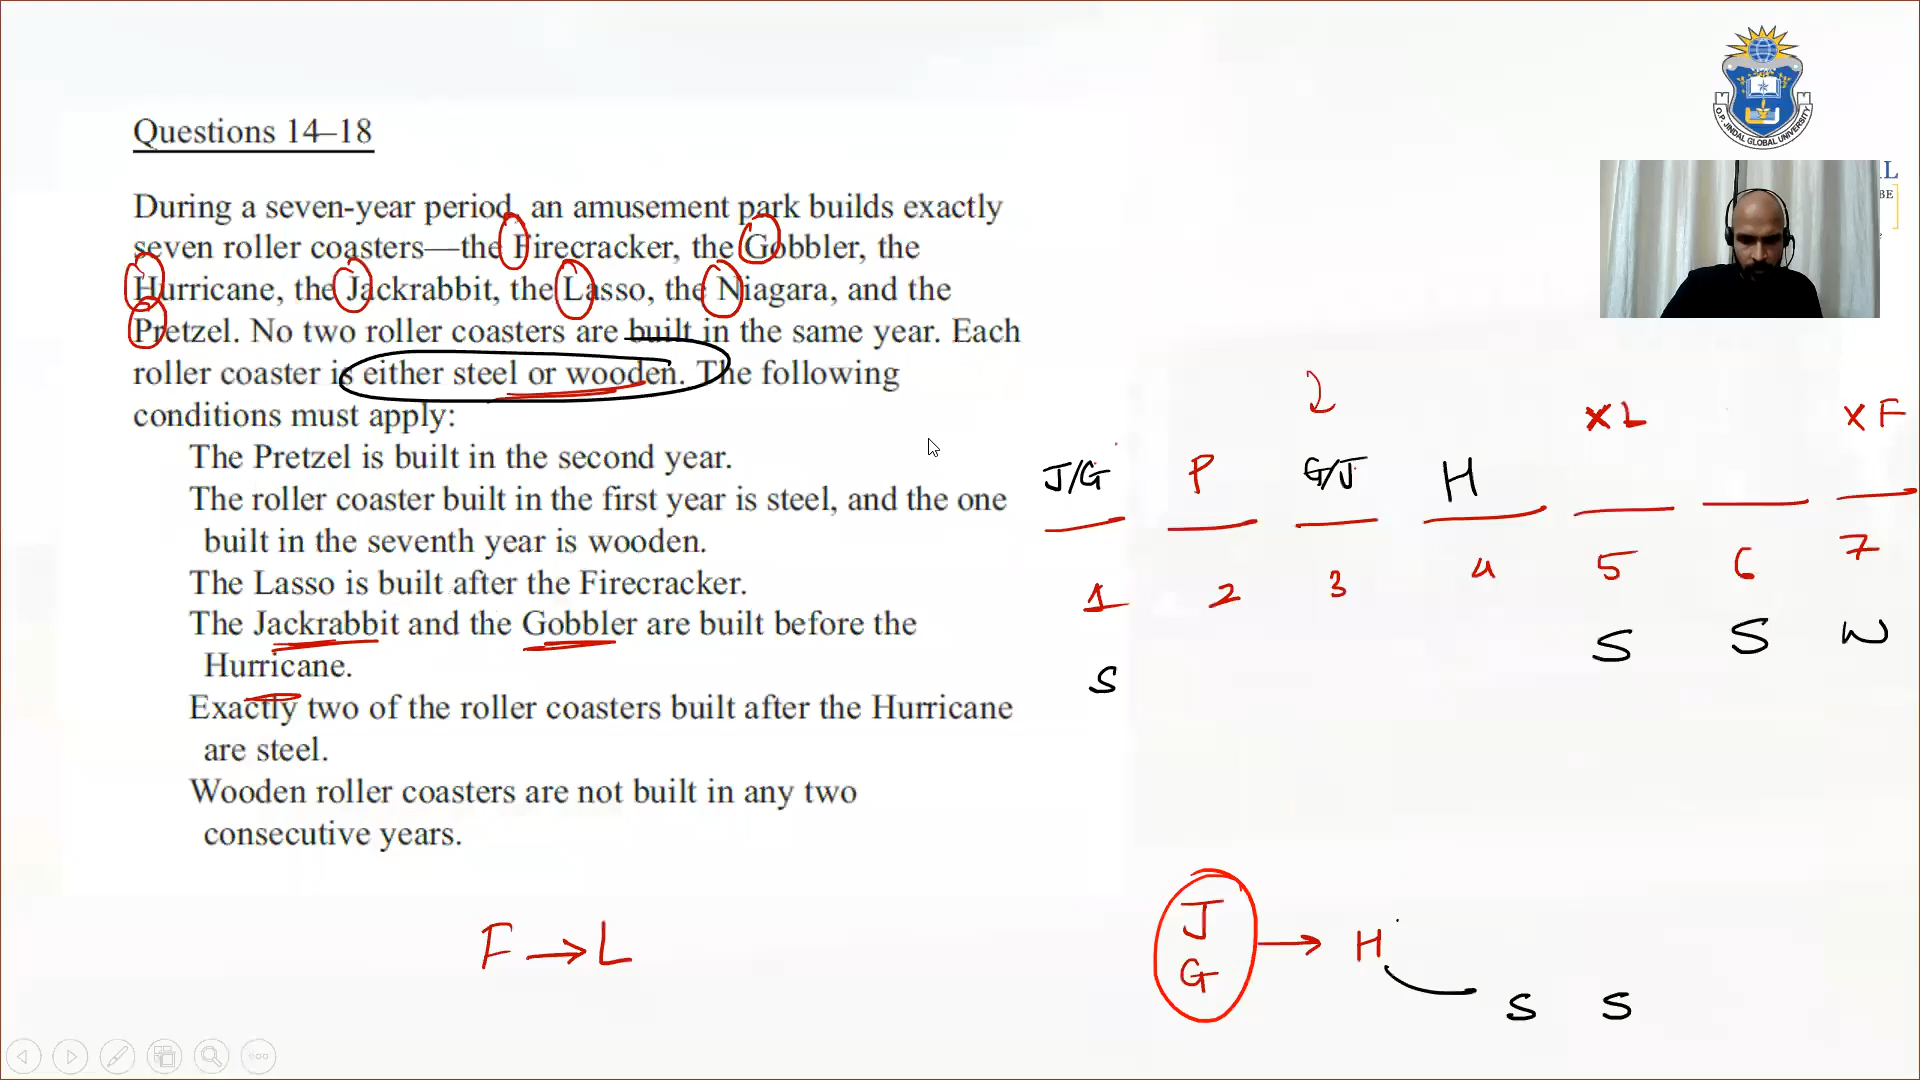 O.P. JINDAL GLOBAL UNIVERSITY
Questions 14–18
During a seven-year period, an amusement park builds exactly
seven roller coasters—the Firecracker, the Gobbler, the
Hurricane, the Jackrabbit, the Lasso, the Niagara, and the
Pretzel. No two roller coasters are built in the same year. Each
roller coaster is either steel or wooden. The following
conditions must apply:
The Pretzel is built in the second year.
The roller coaster built in the first year is steel, and the one
built in the seventh year is wooden.
The Lasso is built after the Firecracker.
The Jackrabbit and the Gobbler are built before the
Hurricane.
Exactly two of the roller coasters built after the Hurricane
are steel.
Wooden roller coasters are not built in any two
consecutive years.
F → L
X L X F
J/G P G/J H
1 2 3 4 5 6 7
S S S W
J
G → H
S S